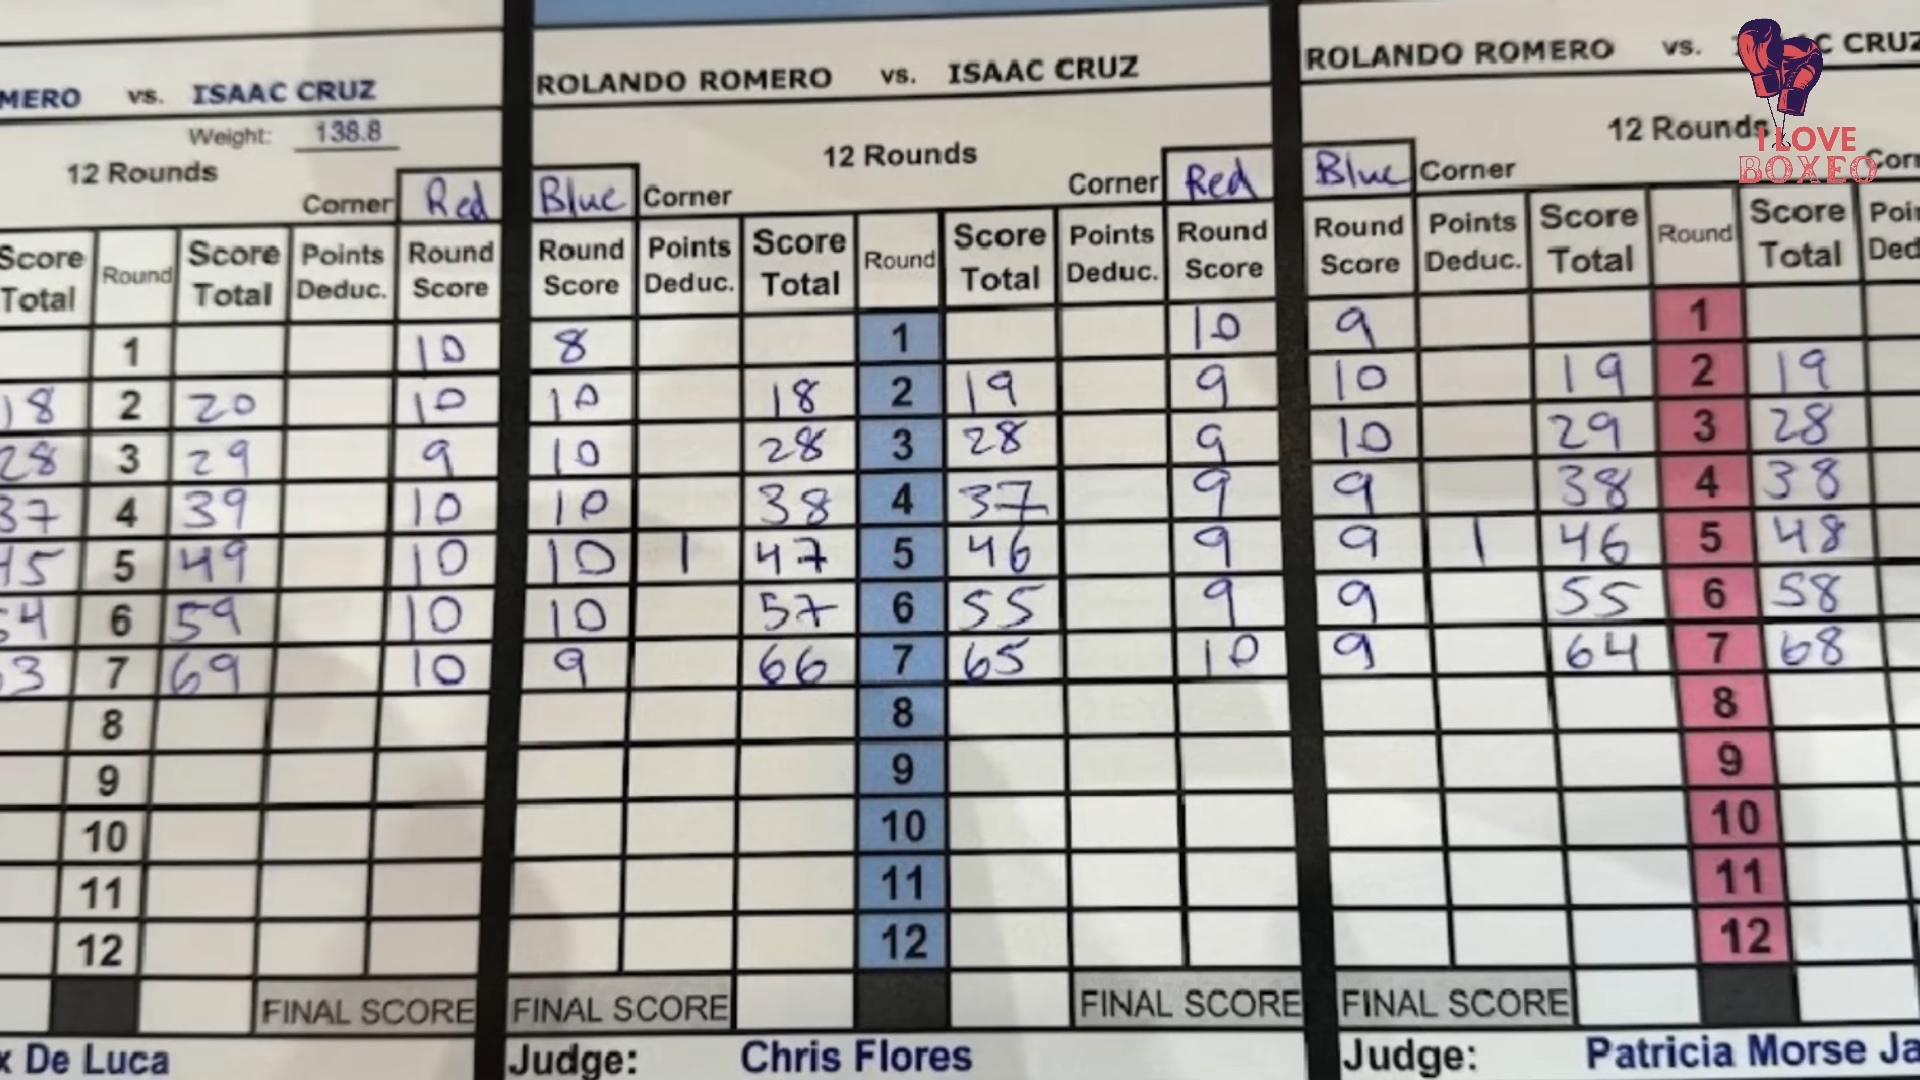 MERO vs. ISAAC CRUZ
Weight: 138.8
12 Rounds
Corner Red
Score Total Round Score Total Points Deduc. Round Score
1 10
18 2 20 10
28 3 29 9
37 4 39 10
45 5 49 10
54 6 59 10
63 7 69 10
8
9
10
11
12
FINAL SCORE
x De Luca
ROLANDO ROMERO vs. ISAAC CRUZ
12 Rounds
Blue Corner Corner Red
Round Score Points Deduc. Score Total Round Score Total Points Deduc. Round Score
8 1 10
10 18 2 19 9
10 28 3 28 9
10 38 4 37 9
10 1 47 5 46 9
10 57 6 55 9
9 66 7 65 10
8
9
10
11
12
FINAL SCORE FINAL SCORE
Judge: Chris Flores
ROLANDO ROMERO vs. C CRUZ
12 Rounds
Blue Corner Corn
Round Score Points Deduc. Score Total Round Score Total Poin Ded
9 1
10 19 2 19
10 29 3 28
9 38 4 38
9 1 46 5 48
9 55 6 58
9 64 7 68
8
9
10
11
12
FINAL SCORE
Judge: Patricia Morse Ja
I LOVE
BOXEO